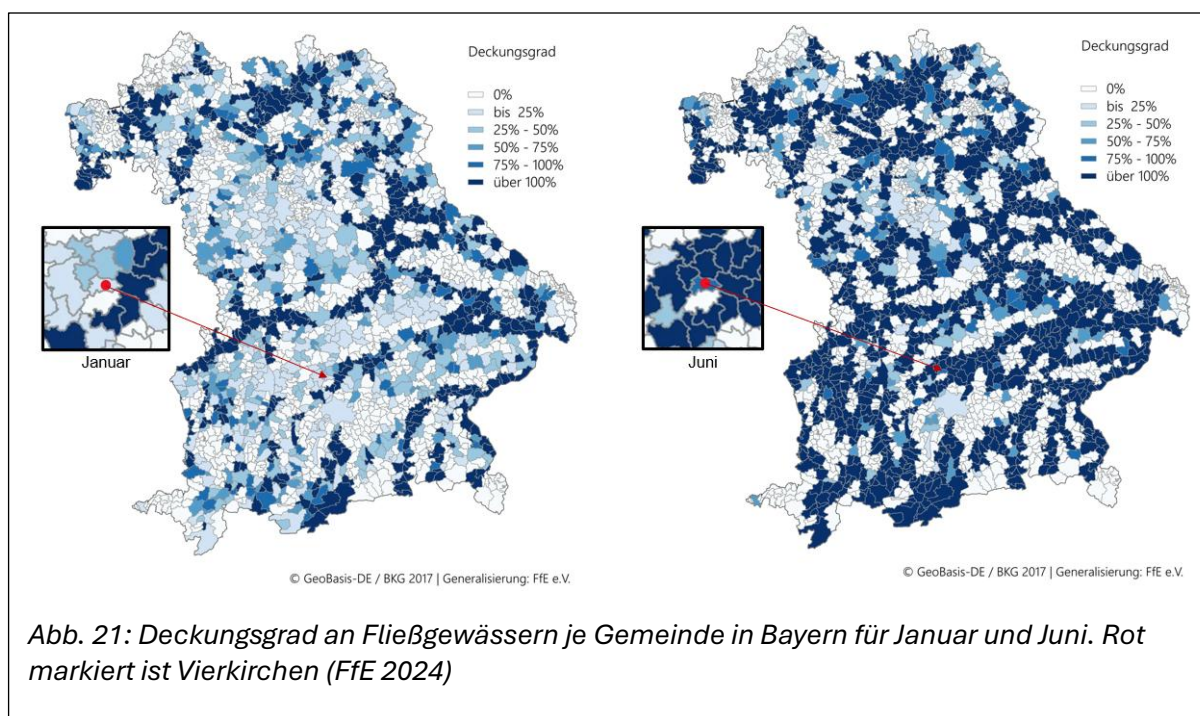 Deckungsgrad
0%
bis 25%
25% - 50%
50% - 75%
75% - 100%
über 100%
Januar
© GeoBasis-DE / BKG 2017 | Generalisierung: FfE e.V.
Deckungsgrad
0%
bis 25%
25% - 50%
50% - 75%
75% - 100%
über 100%
Juni
© GeoBasis-DE / BKG 2017 | Generalisierung: FfE e.V.
Abb. 21: Deckungsgrad an Fließgewässern je Gemeinde in Bayern für Januar und Juni. Rot
markiert ist Vierkirchen (FfE 2024)